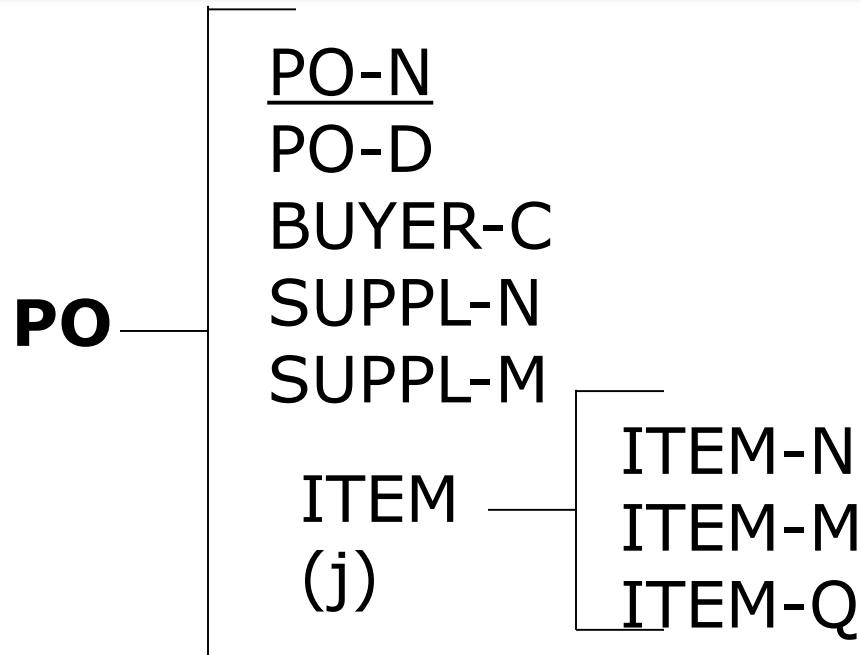 PO-N
PO-D
BUYER-C
SUPPL-N
PO
SUPPL-M
ITEM-N
ITEM
ITEM-M
(j)
ITEM-Q